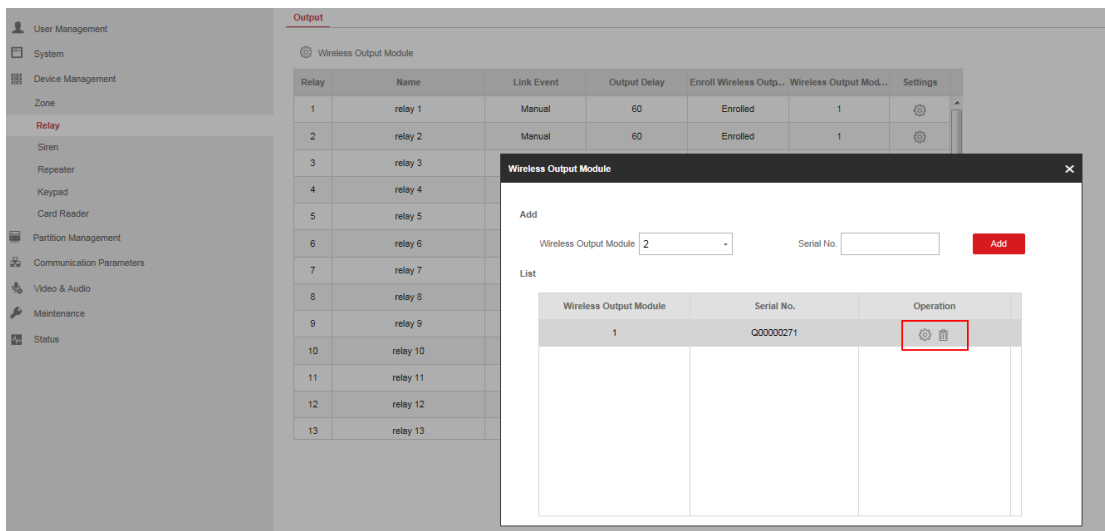 User Management
System
Device Management
Zone
Relay
Siren
Repeater
Keypad
Card Reader
Partition Management
Communication Parameters
Video & Audio
Maintenance
Status
Output
Wireless Output Module
Relay Name Link Event Output Delay Enroll Wireless Outp... Wireless Output Mod... Settings
1 relay 1 Manual 60 Enrolled 1
2 relay 2 Manual 60 Enrolled 1
3 relay 3
4 relay 4
5 relay 5
6 relay 6
7 relay 7
8 relay 8
9 relay 9
10 relay 10
11 relay 11
12 relay 12
13 relay 13
Wireless Output Module ×
Add
Wireless Output Module 2 Serial No. Add
List
Wireless Output Module Serial No. Operation
1 Q00000271